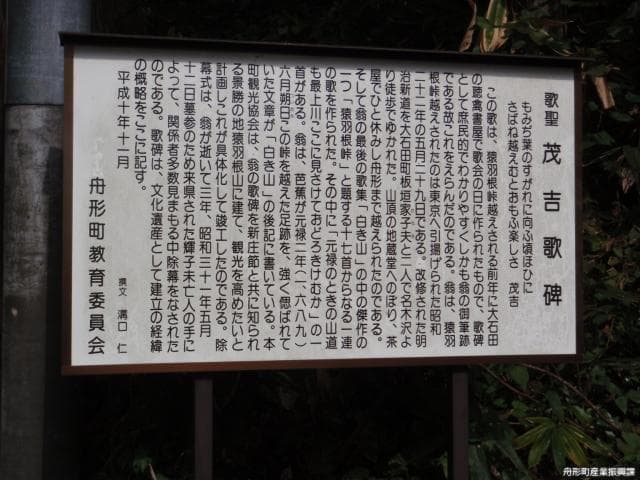 歌聖 茂吉歌碑
もみぢ葉のすがれに向ふ頃ほひに
さばね越えむとおもふ楽しさ 茂吉
この歌は、猿羽根峠越えされる前年に大石田
の聴禽書屋で歌会の日に作られたもので、歌碑
として庶民的でわかりやすくしかも翁の御筆跡
である故これをえらんだのである。翁は、猿羽
根峠越えされたのは東京へ引揚げられた昭和
二十二年の五月二十九日である。改修された明
治新道を大石田町板垣家子夫と三人で名木沢よ
り徒歩でゆかれた。山頂の地蔵堂へのぼり、茶
屋でひと休みし舟形まで越えられたのである。
そして翁の最後の歌集、「白き山」の中の傑作の
一つ「猿羽根峠」と題する十七首からなる一連
の歌を作られた。その中に「元禄のときの山道
も最上川ここに見さけておどろきけむか」の一
首がある。翁は、芭蕉が元禄二年(一、六八九)
六月朔日この峠を越えた足跡を、強く偲ばれて
いた文章が「白き山」の後記に書いている。本
町観光協会は、翁の歌碑を新庄節と共に知られ
る景勝の地猿羽根山に建て、観光を高めたいと
計画しこれが具体化して竣工したのである。除
幕式は、翁が逝いて三年、昭和三十一年五月
十二日墓参のため来県された輝子未亡人の手に
よって、関係者多数見まもる中除幕をなされた
のである。歌碑は、文化遺産として建立の経緯
の概略をここに記す。
平成十年十一月
撰文 溝口 仁
舟形町教育委員会
舟形町産業振興課